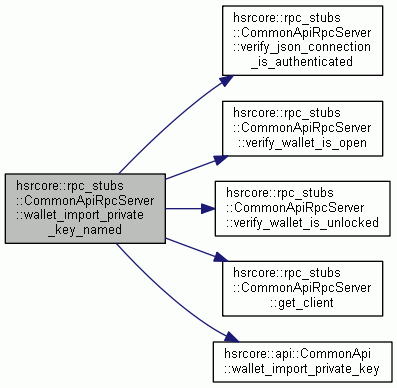 hsrcore::rpc_stubs
::CommonApiRpcServer
::wallet_import_private
_key_named
hsrcore::rpc_stubs
::CommonApiRpcServer
::verify_json_connection
_is_authenticated
hsrcore::rpc_stubs
::CommonApiRpcServer
::verify_wallet_is_open
hsrcore::rpc_stubs
::CommonApiRpcServer
::verify_wallet_is_unlocked
hsrcore::rpc_stubs
::CommonApiRpcServer
::get_client
hsrcore::api::CommonApi
::wallet_import_private_key